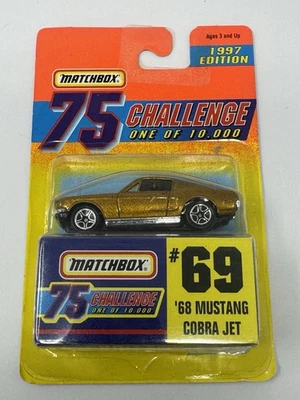 Ages 3 and Up
1997
EDITION
MATCHBOX
75 CHALLENGE
ONE OF 10,000
MATCHBOX
75 CHALLENGE
ONE OF 10,000
#69
'68 MUSTANG
COBRA JET